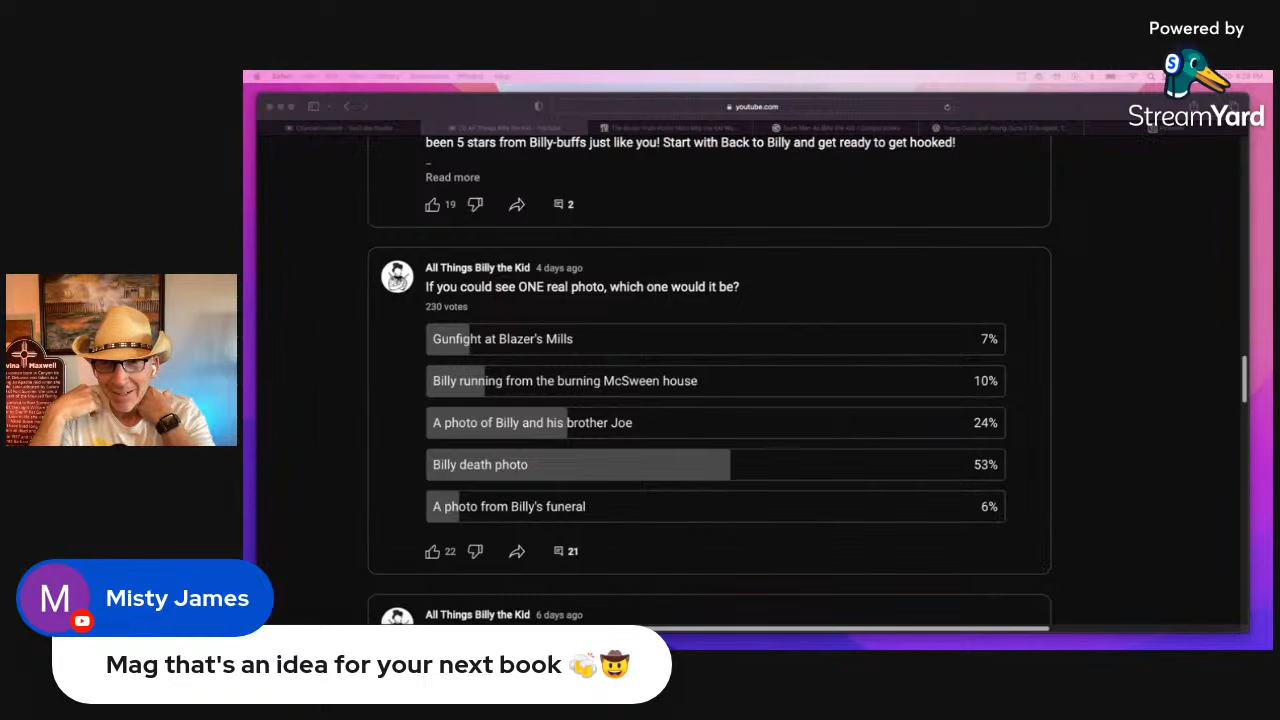 Powered by
StreamYard
youtube.com
been 5 stars from Billy-buffs just like you! Start with Back to Billy and get ready to get hooked!
–
Read more
19
2
All Things Billy the Kid 4 days ago
If you could see ONE real photo, which one would it be?
230 votes
Gunfight at Blazer's Mills 7%
Billy running from the burning McSween house 10%
A photo of Billy and his brother Joe 24%
Billy death photo 53%
A photo from Billy's funeral 6%
22
21
All Things Billy the Kid 6 days ago
Maxwell
M
Misty James
Mag that's an idea for your next book 🍻🤠